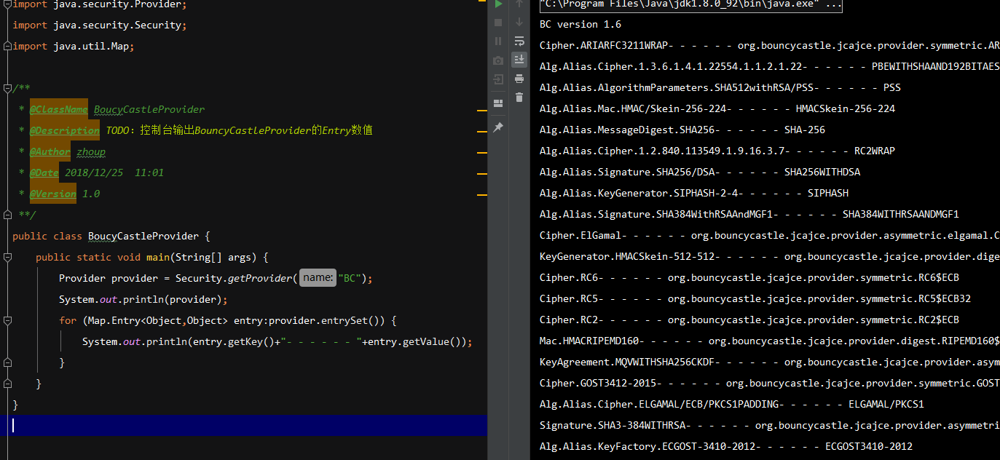 import java.security.Provider;
import java.security.Security;
import java.util.Map;
/**
* @ClassName BoucyCastleProvider
* @Description TODO: 控制台输出BouncyCastleProvider的Entry数值
* @Author zhoup
* @Date 2018/12/25 11:01
* @Version 1.0
**/
public class BoucyCastleProvider {
public static void main(String[] args) {
Provider provider = Security.getProvider( name: "BC");
System.out.println(provider);
for (Map.Entry<Object,Object> entry:provider.entrySet()) {
System.out.println(entry.getKey()+"- - - - - - "+entry.getValue());
}
}
}
"C:\Program Files\Java\jdk1.8.0_92\bin\java.exe" ...
BC version 1.6
Cipher.ARIARFC3211WRAP- - - - - - org.bouncycastle.jcajce.provider.symmetric.AR
Alg.Alias.Cipher.1.3.6.1.4.1.22554.1.1.2.1.22- - - - - - PBEWITHSHAAND192BITAES
Alg.Alias.AlgorithmParameters.SHA512withRSA/PSS- - - - - - PSS
Alg.Alias.Mac.HMAC/Skein-256-224- - - - - - HMACSkein-256-224
Alg.Alias.MessageDigest.SHA256- - - - - - SHA-256
Alg.Alias.Cipher.1.2.840.113549.1.9.16.3.7- - - - - - RC2WRAP
Alg.Alias.Signature.SHA256/DSA- - - - - - SHA256WITHDSA
Alg.Alias.KeyGenerator.SIPHASH-2-4- - - - - - SIPHASH
Alg.Alias.Signature.SHA384WithRSAAndMGF1- - - - - - SHA384WITHRSAANDMGF1
Cipher.ElGamal- - - - - - org.bouncycastle.jcajce.provider.asymmetric.elgamal.C
KeyGenerator.HMACSkein-512-512- - - - - - org.bouncycastle.jcajce.provider.dige
Cipher.RC6- - - - - - org.bouncycastle.jcajce.provider.symmetric.RC6$ECB
Cipher.RC5- - - - - - org.bouncycastle.jcajce.provider.symmetric.RC5$ECB32
Cipher.RC2- - - - - - org.bouncycastle.jcajce.provider.symmetric.RC2$ECB
Mac.HMACRIPEMD160- - - - - - org.bouncycastle.jcajce.provider.digest.RIPEMD160$
KeyAgreement.MQVWITHSHA256CKDF- - - - - - org.bouncycastle.jcajce.provider.asym
Cipher.GOST3412-2015- - - - - - org.bouncycastle.jcajce.provider.symmetric.GOST
Alg.Alias.Cipher.ELGAMAL/ECB/PKCS1PADDING- - - - - - ELGAMAL/PKCS1
Signature.SHA3-384WITHRSA- - - - - - org.bouncycastle.jcajce.provider.asymmetri
Alg.Alias.KeyFactory.ECGOST-3410-2012- - - - - - ECGOST3410-2012